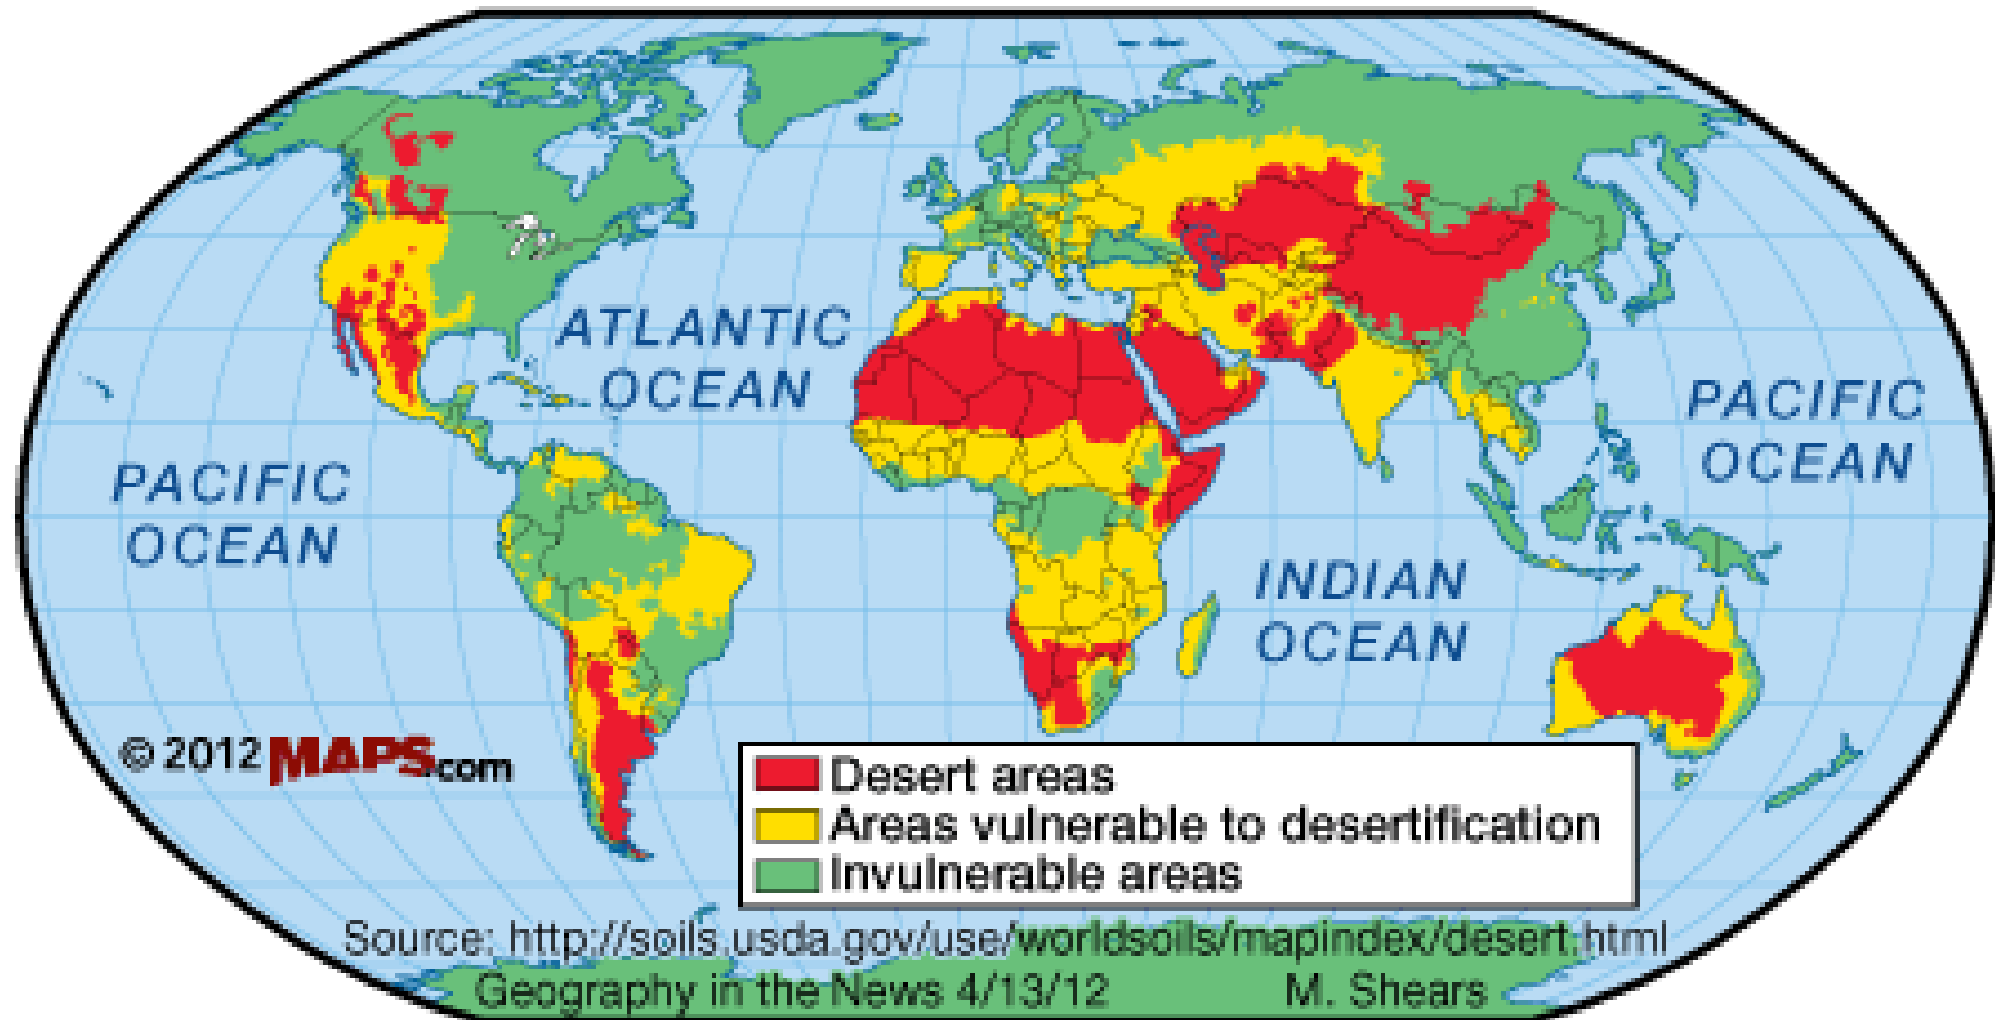 ATLANTIC
OCEAN
PACIFIC
OCEAN
PACIFIC
OCEAN
INDIAN
OCEAN
© 2012 MAPS.com
Desert areas
Areas vulnerable to desertification
Invulnerable areas
Source: http://soils.usda.gov/use/worldsoils/mapindex/desert.html
Geography in the News 4/13/12 M. Shears